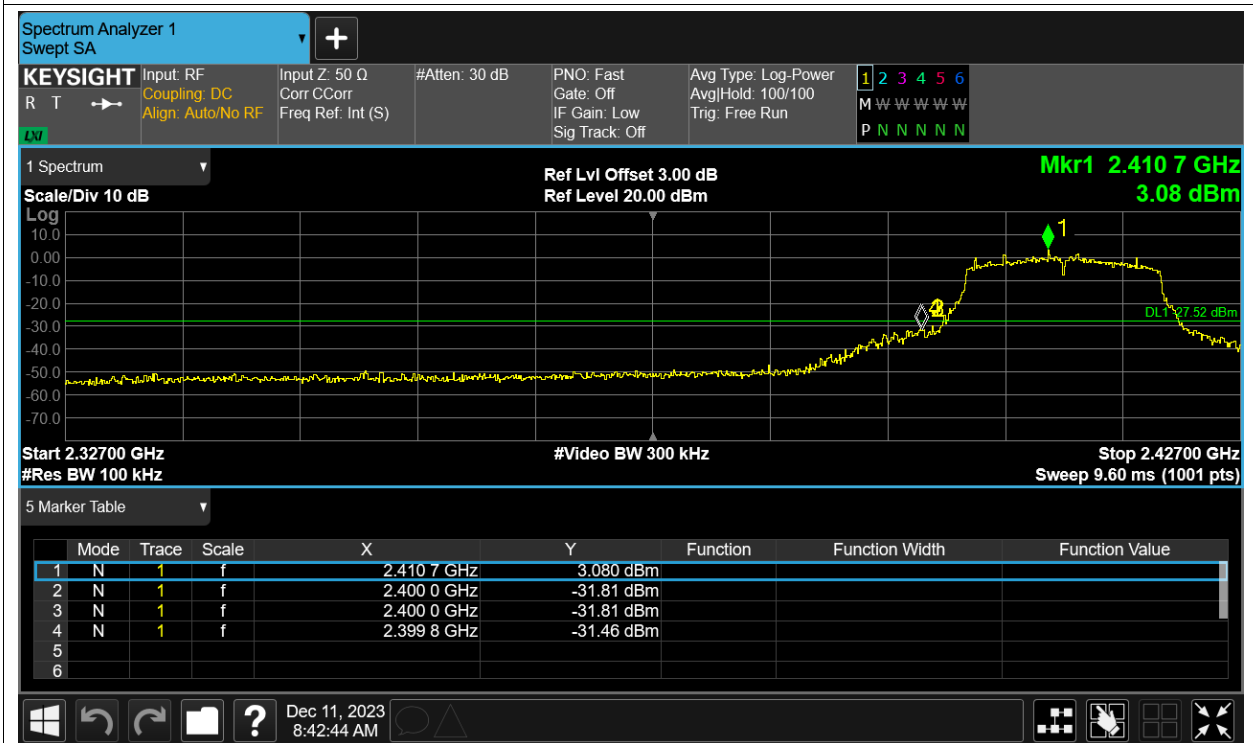 Spectrum Analyzer 1
Swept SA
KEYSIGHT
R T
LXI
Input: RF
Coupling: DC
Align: Auto/No RF
Input Z: 50 Ω
Corr CCorr
Freq Ref: Int (S)
#Atten: 30 dB
PNO: Fast
Gate: Off
IF Gain: Low
Sig Track: Off
Avg Type: Log-Power
Avg|Hold: 100/100
Trig: Free Run
1 2 3 4 5 6
M W W W W W
P N N N N N
1 Spectrum
Scale/Div 10 dB
Ref Lvl Offset 3.00 dB
Ref Level 20.00 dBm
Mkr1 2.410 7 GHz
3.08 dBm
Log
10.0
0.00
-10.0
-20.0
-30.0
-40.0
-50.0
-60.0
-70.0
1
DL1 -27.52 dBm
Start 2.32700 GHz
#Video BW 300 kHz
Stop 2.42700 GHz
#Res BW 100 kHz
Sweep 9.60 ms (1001 pts)
5 Marker Table
Mode Trace Scale X Y Function Function Width Function Value
1 N 1 f 2.410 7 GHz 3.080 dBm
2 N 1 f 2.400 0 GHz -31.81 dBm
3 N 1 f 2.400 0 GHz -31.81 dBm
4 N 1 f 2.399 8 GHz -31.46 dBm
5
6
?
Dec 11, 2023
8:42:44 AM